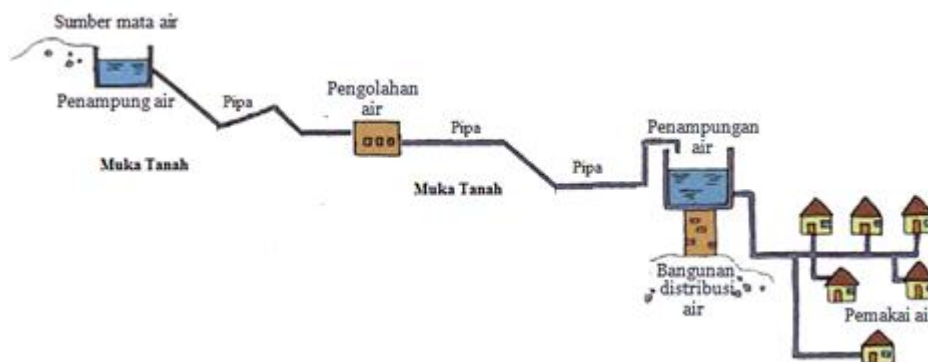 Sumber mata air
Penampung air
Pipa
Muka Tanah
Pengolahan
air
Pipa
Muka Tanah
Pipa
Penampungan
air
Bangunan
distribusi
air
Pemakai air